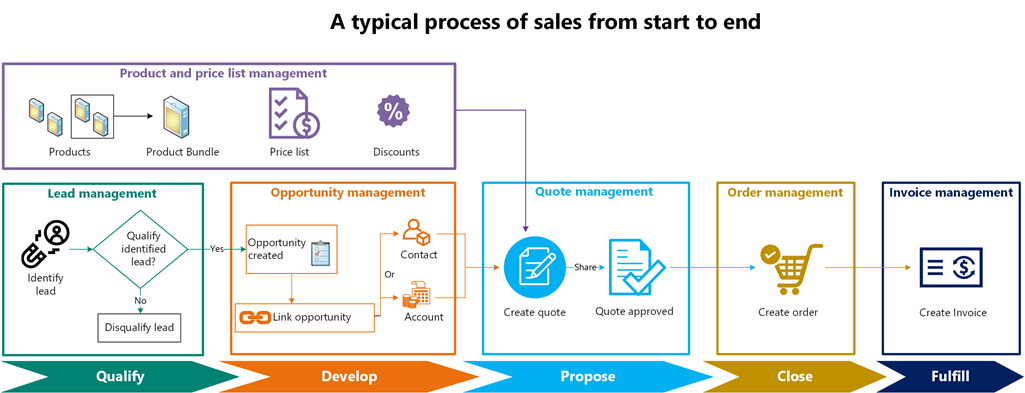 A typical process of sales from start to end
Product and price list management
Products
Product Bundle
Price list
Discounts
Lead management
Identify
lead
Qualify
identified
lead?
Yes
No
Disqualify lead
Opportunity management
Opportunity
created
Link opportunity
Contact
Or
Account
Quote management
Create quote
Share
Quote approved
Order management
Create order
Invoice management
Create Invoice
Qualify
Develop
Propose
Close
Fulfill